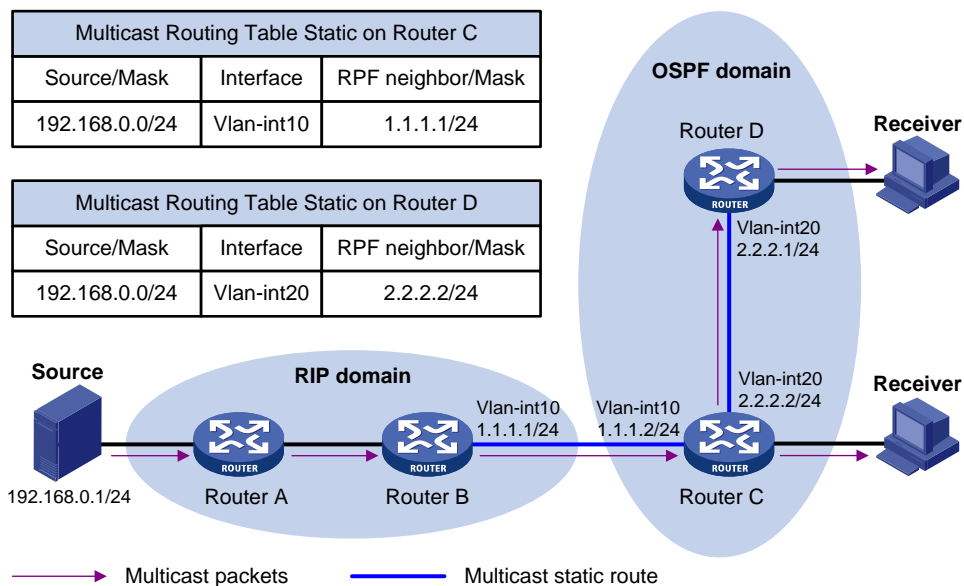 Multicast Routing Table Static on Router C
Source/Mask Interface RPF neighbor/Mask
192.168.0.0/24 Vlan-int10 1.1.1.1/24
Multicast Routing Table Static on Router D
Source/Mask Interface RPF neighbor/Mask
192.168.0.0/24 Vlan-int20 2.2.2.2/24
OSPF domain
Router D
Receiver
ROUTER
Vlan-int20
2.2.2.1/24
Source
RIP domain
Vlan-int20
2.2.2.2/24
Receiver
Vlan-int10
1.1.1.1/24
Vlan-int10
1.1.1.2/24
ROUTER
ROUTER
ROUTER
192.168.0.1/24
Router A
Router B
Router C
Multicast packets
Multicast static route